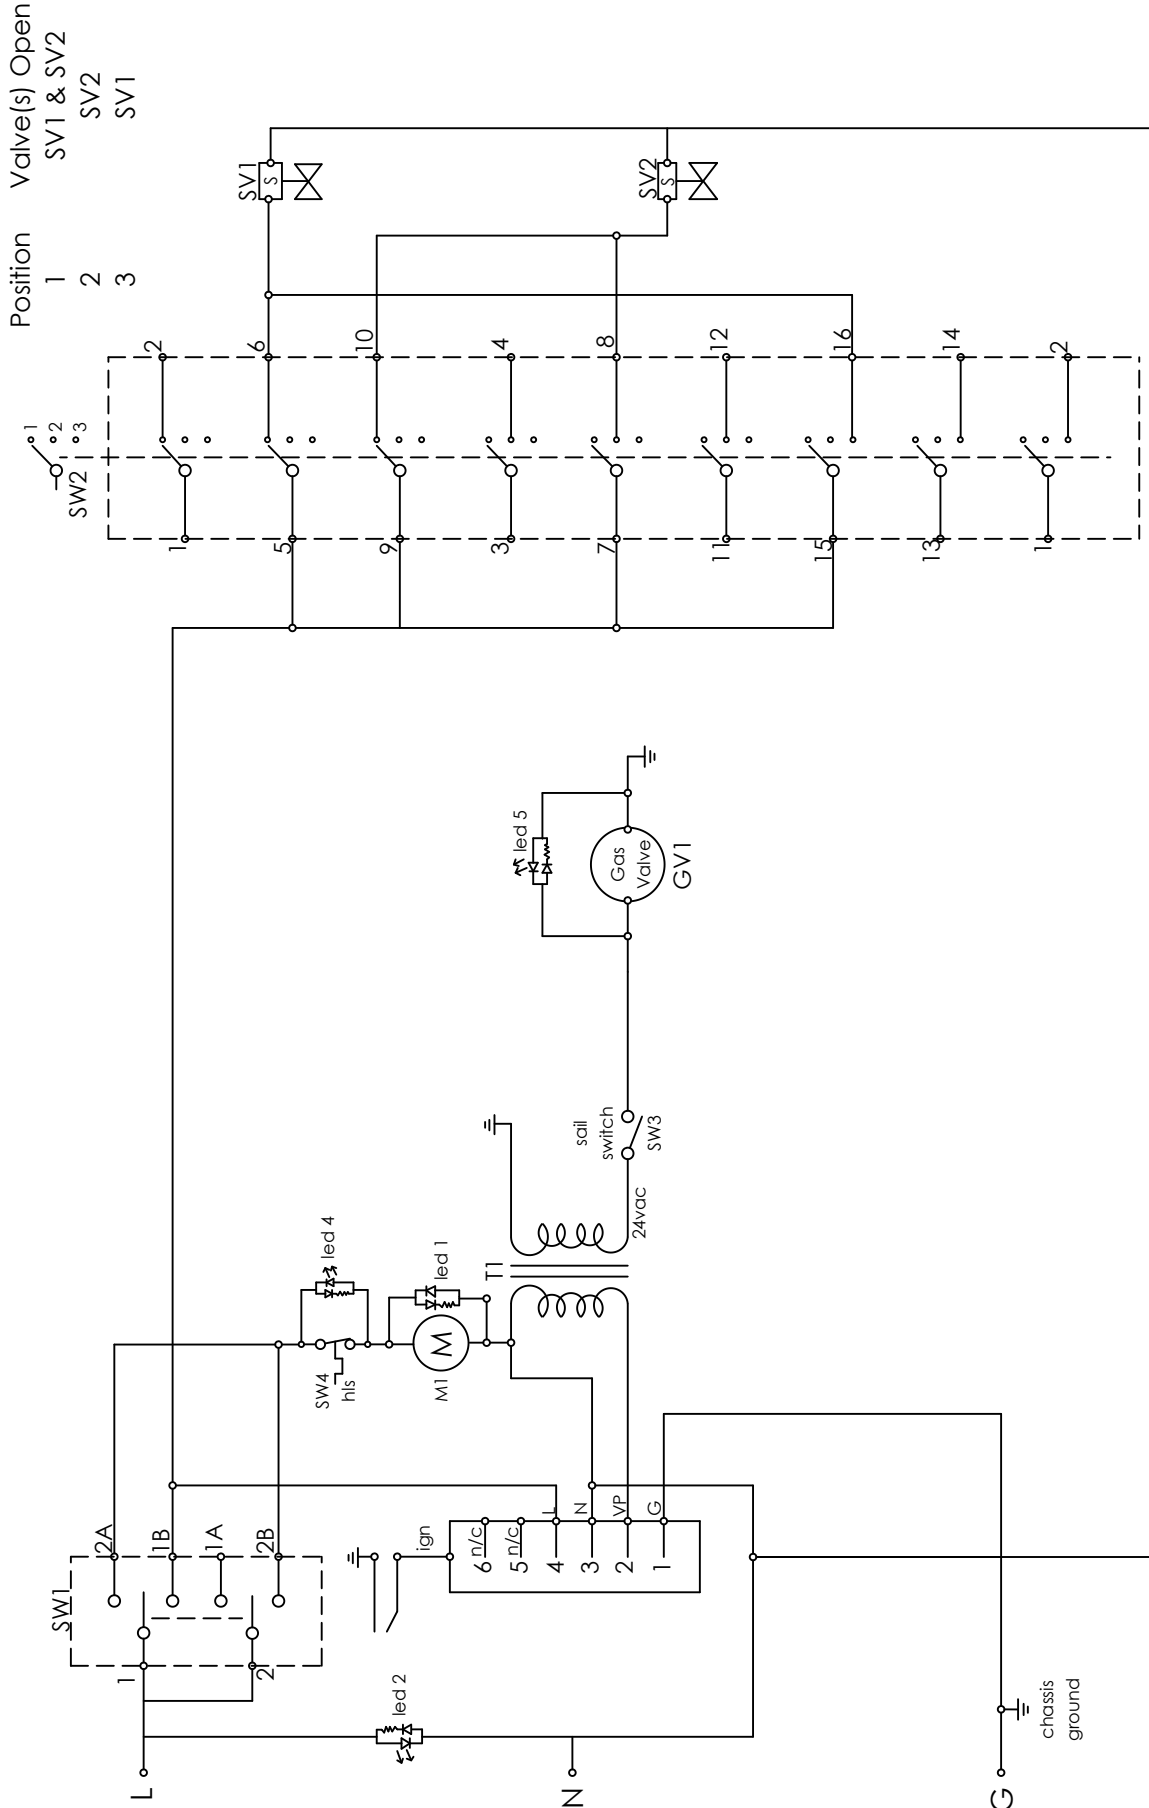 Position Valve(s) Open
1 SV1 & SV2
2 SV2
3 SV1
SW2
1
2
3
1
2
5
6
9
10
3
4
7
8
11
12
15
16
13
14
1
2
SV1
S
SV2
S
led 5
Gas
Valve
GV1
sail
switch
SW3
24vac
T1
led 4
SW4
hls
led 1
M
M1
SW1
2A
1B
1A
2B
1
2
ign
6 n/c
5 n/c
4 L
3 N
2 VP
1 G
led 2
L
N
G
chassis
ground